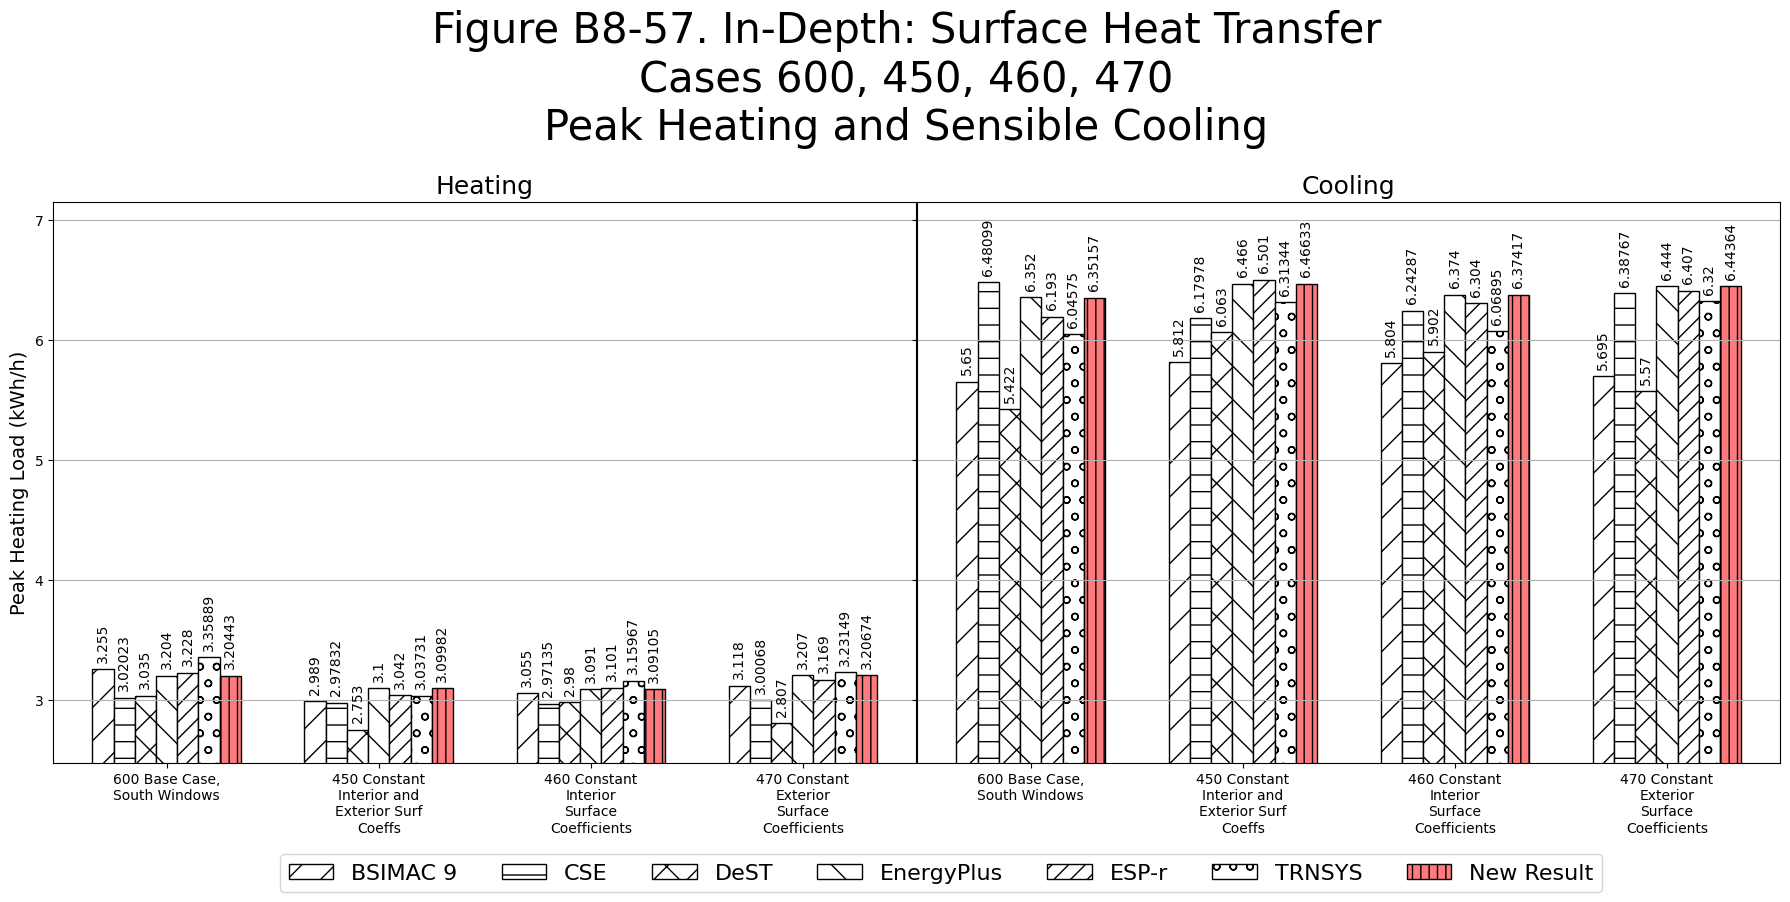 Figure B8-57. In-Depth: Surface Heat Transfer
Cases 600, 450, 460, 470
Peak Heating and Sensible Cooling
Heating
Cooling
Peak Heating Load (kWh/h)
7
6
5
4
3
3.255
3.02023
3.035
3.204
3.228
3.35889
3.20443
2.989
2.97832
2.753
3.1
3.042
3.03731
3.09982
3.055
2.97135
2.98
3.091
3.101
3.15967
3.09105
3.118
3.00068
2.807
3.207
3.169
3.23149
3.20674
5.65
6.48099
5.422
6.352
6.193
6.04575
6.35157
5.812
6.17978
6.063
6.466
6.501
6.31344
6.46633
5.804
6.24287
5.902
6.374
6.304
6.06895
6.37417
5.695
6.38767
5.57
6.444
6.407
6.32
6.44364
600 Base Case,
South Windows
450 Constant
Interior and
Exterior Surf
Coeffs
460 Constant
Interior
Surface
Coefficients
470 Constant
Exterior
Surface
Coefficients
600 Base Case,
South Windows
450 Constant
Interior and
Exterior Surf
Coeffs
460 Constant
Interior
Surface
Coefficients
470 Constant
Exterior
Surface
Coefficients
BSIMAC 9
CSE
DeST
EnergyPlus
ESP-r
TRNSYS
New Result